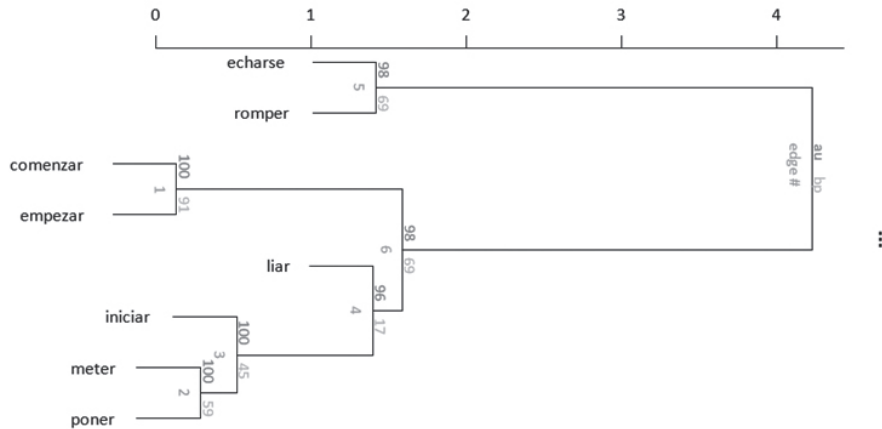 0 1 2 3 4
echarse
98
5 69
romper
au
edge # bp
comenzar
100
1 91
empezar
98
6 69
liar
96
4 17
iniciar
100
3 45
meter
100
2 59
poner
...